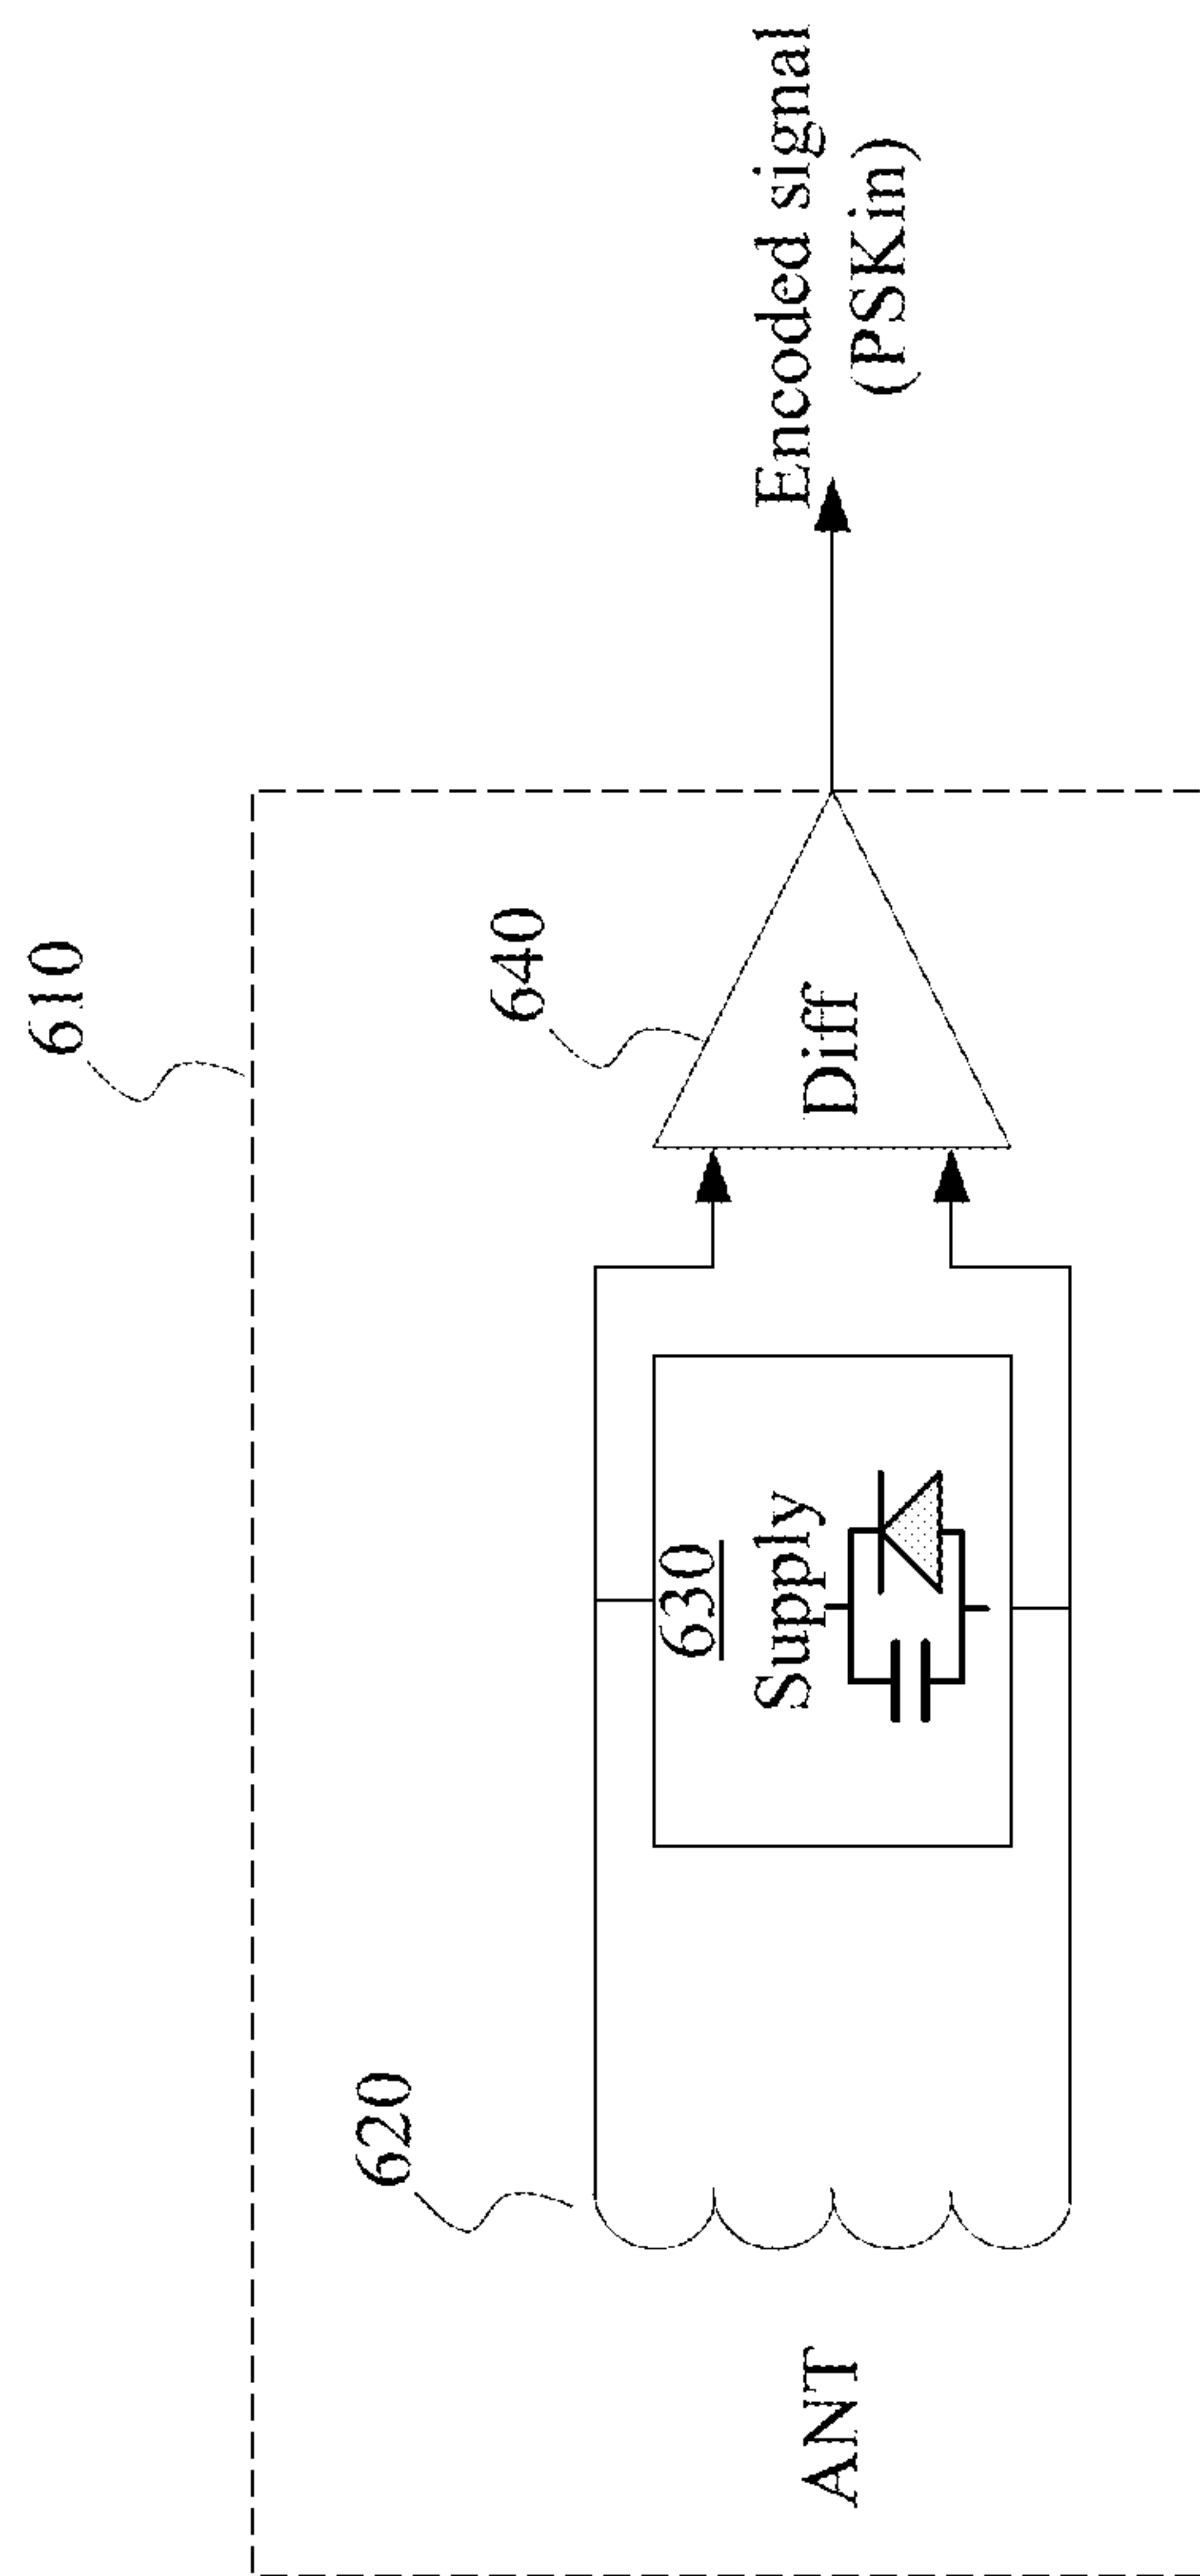 610
620
ANT
630
Supply
640
Diff
Encoded signal
(PSKin)